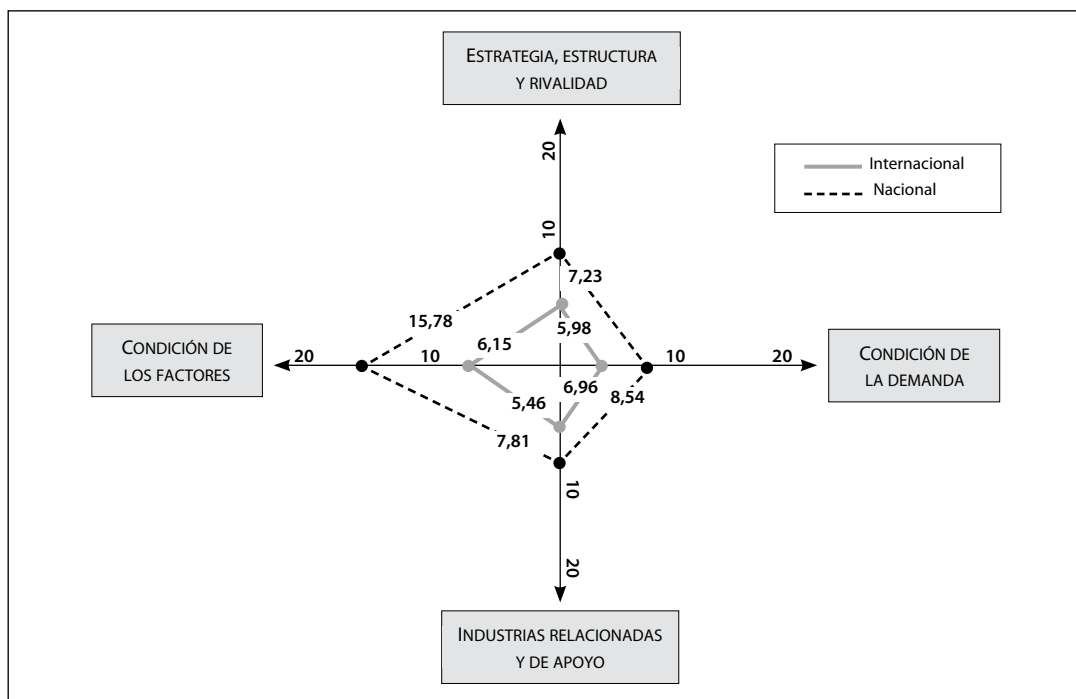 ESTRATEGIA, ESTRUCTURA
Y RIVALIDAD
20
Internacional
Nacional
10
7,23
15,78
5,98
6,15
CONDICIÓN DE
LOS FACTORES
20
10
10
20
CONDICIÓN DE
LA DEMANDA
6,96
8,54
5,46
7,81
10
20
INDUSTRIAS RELACIONADAS
Y DE APOYO